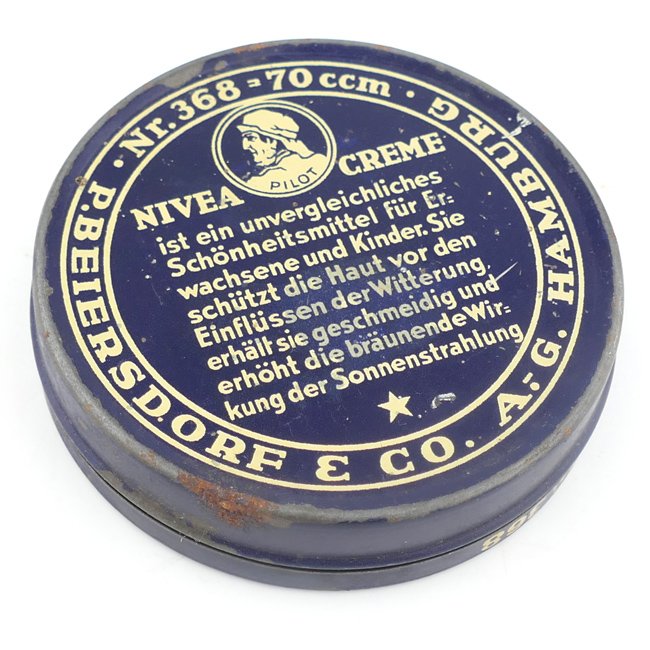 Nr. 368 = 70 ccm · P. BEIERSDORF & CO. A.-G. HAMBURG ·
PILOT
NIVEA CREME
ist ein unvergleichliches
Schönheitsmittel für Er-
wachsene und Kinder. Sie
schützt die Haut vor den
Einflüssen der Witterung,
erhält sie geschmeidig und
erhöht die bräunende Wir-
kung der Sonnenstrahlung